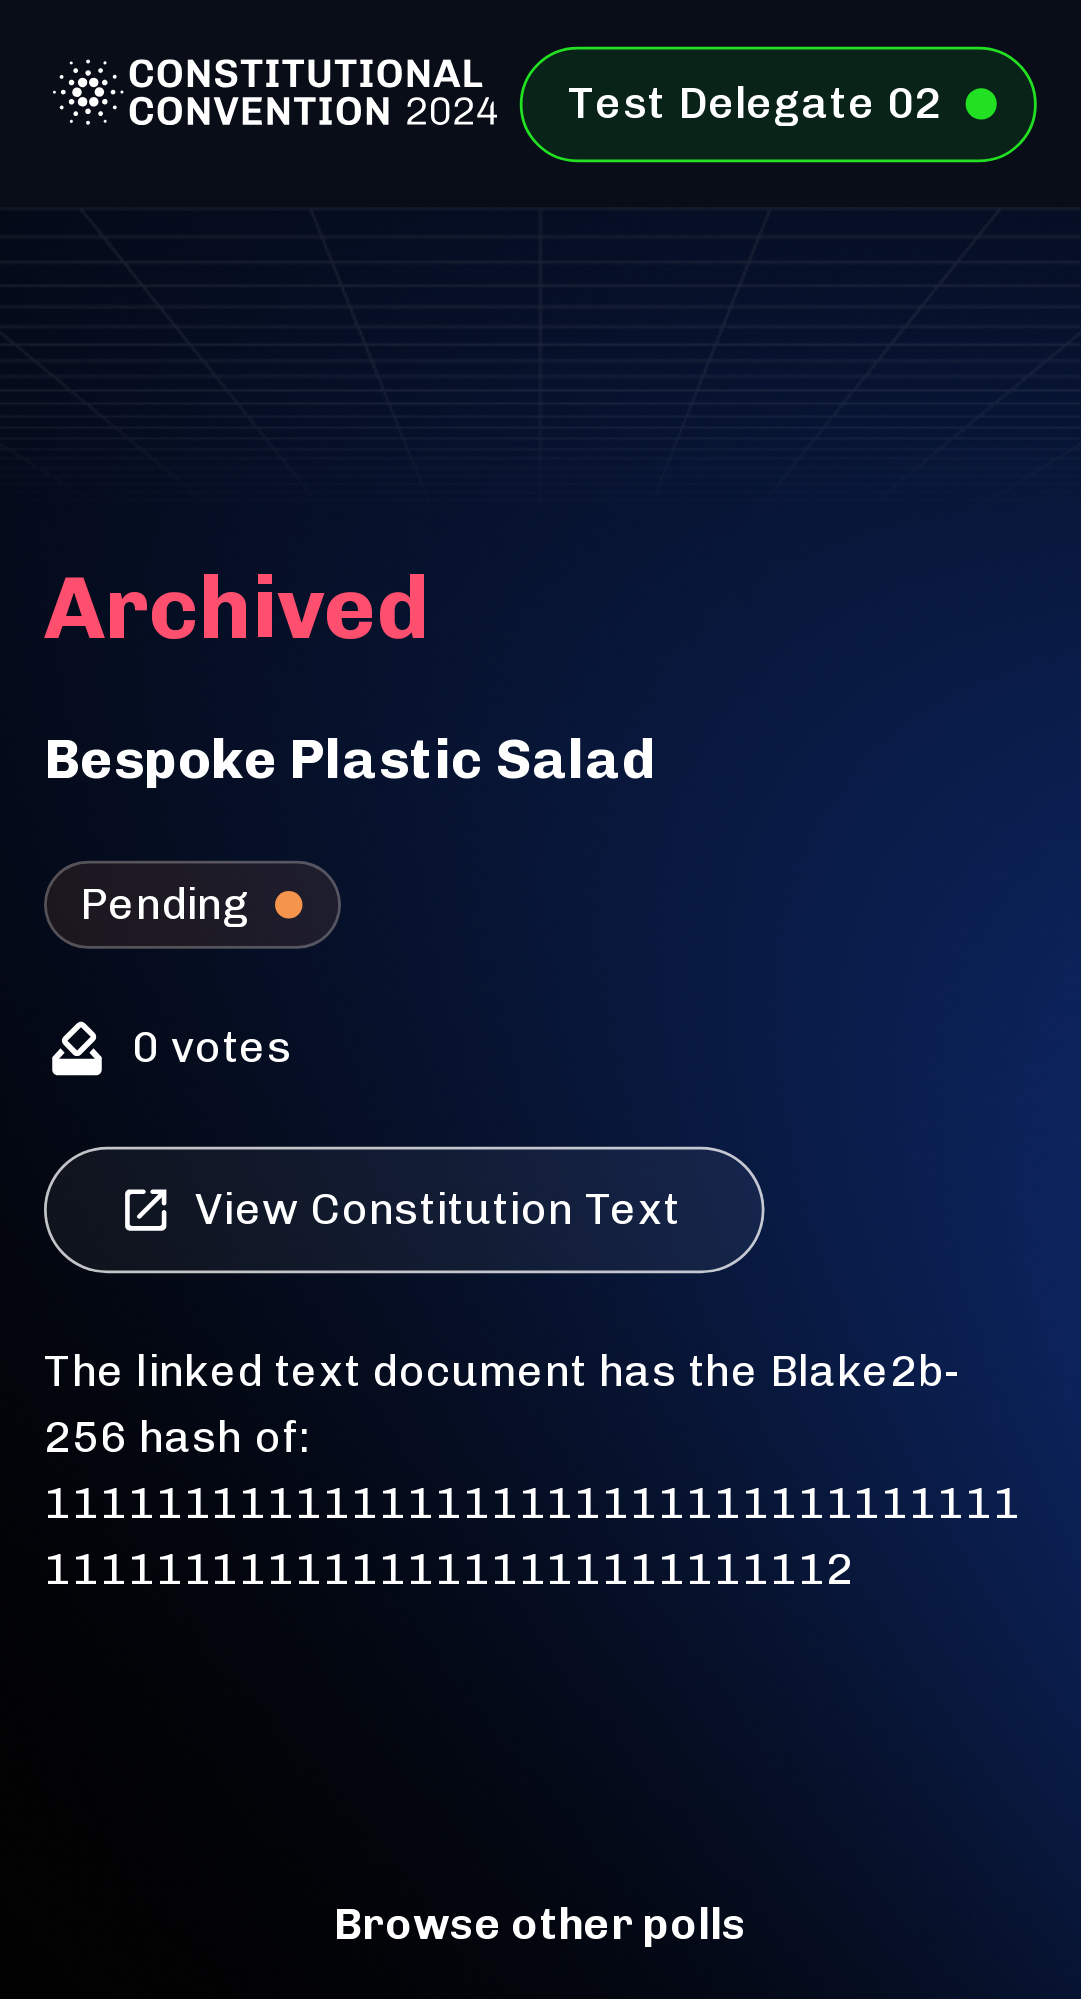 CONSTITUTIONAL
CONVENTION 2024
Test Delegate 02
Archived
Bespoke Plastic Salad
Pending
0 votes
View Constitution Text
The linked text document has the Blake2b-
256 hash of:
11111111111111111111111111111111111
11111111111111111111111111112
Browse other polls